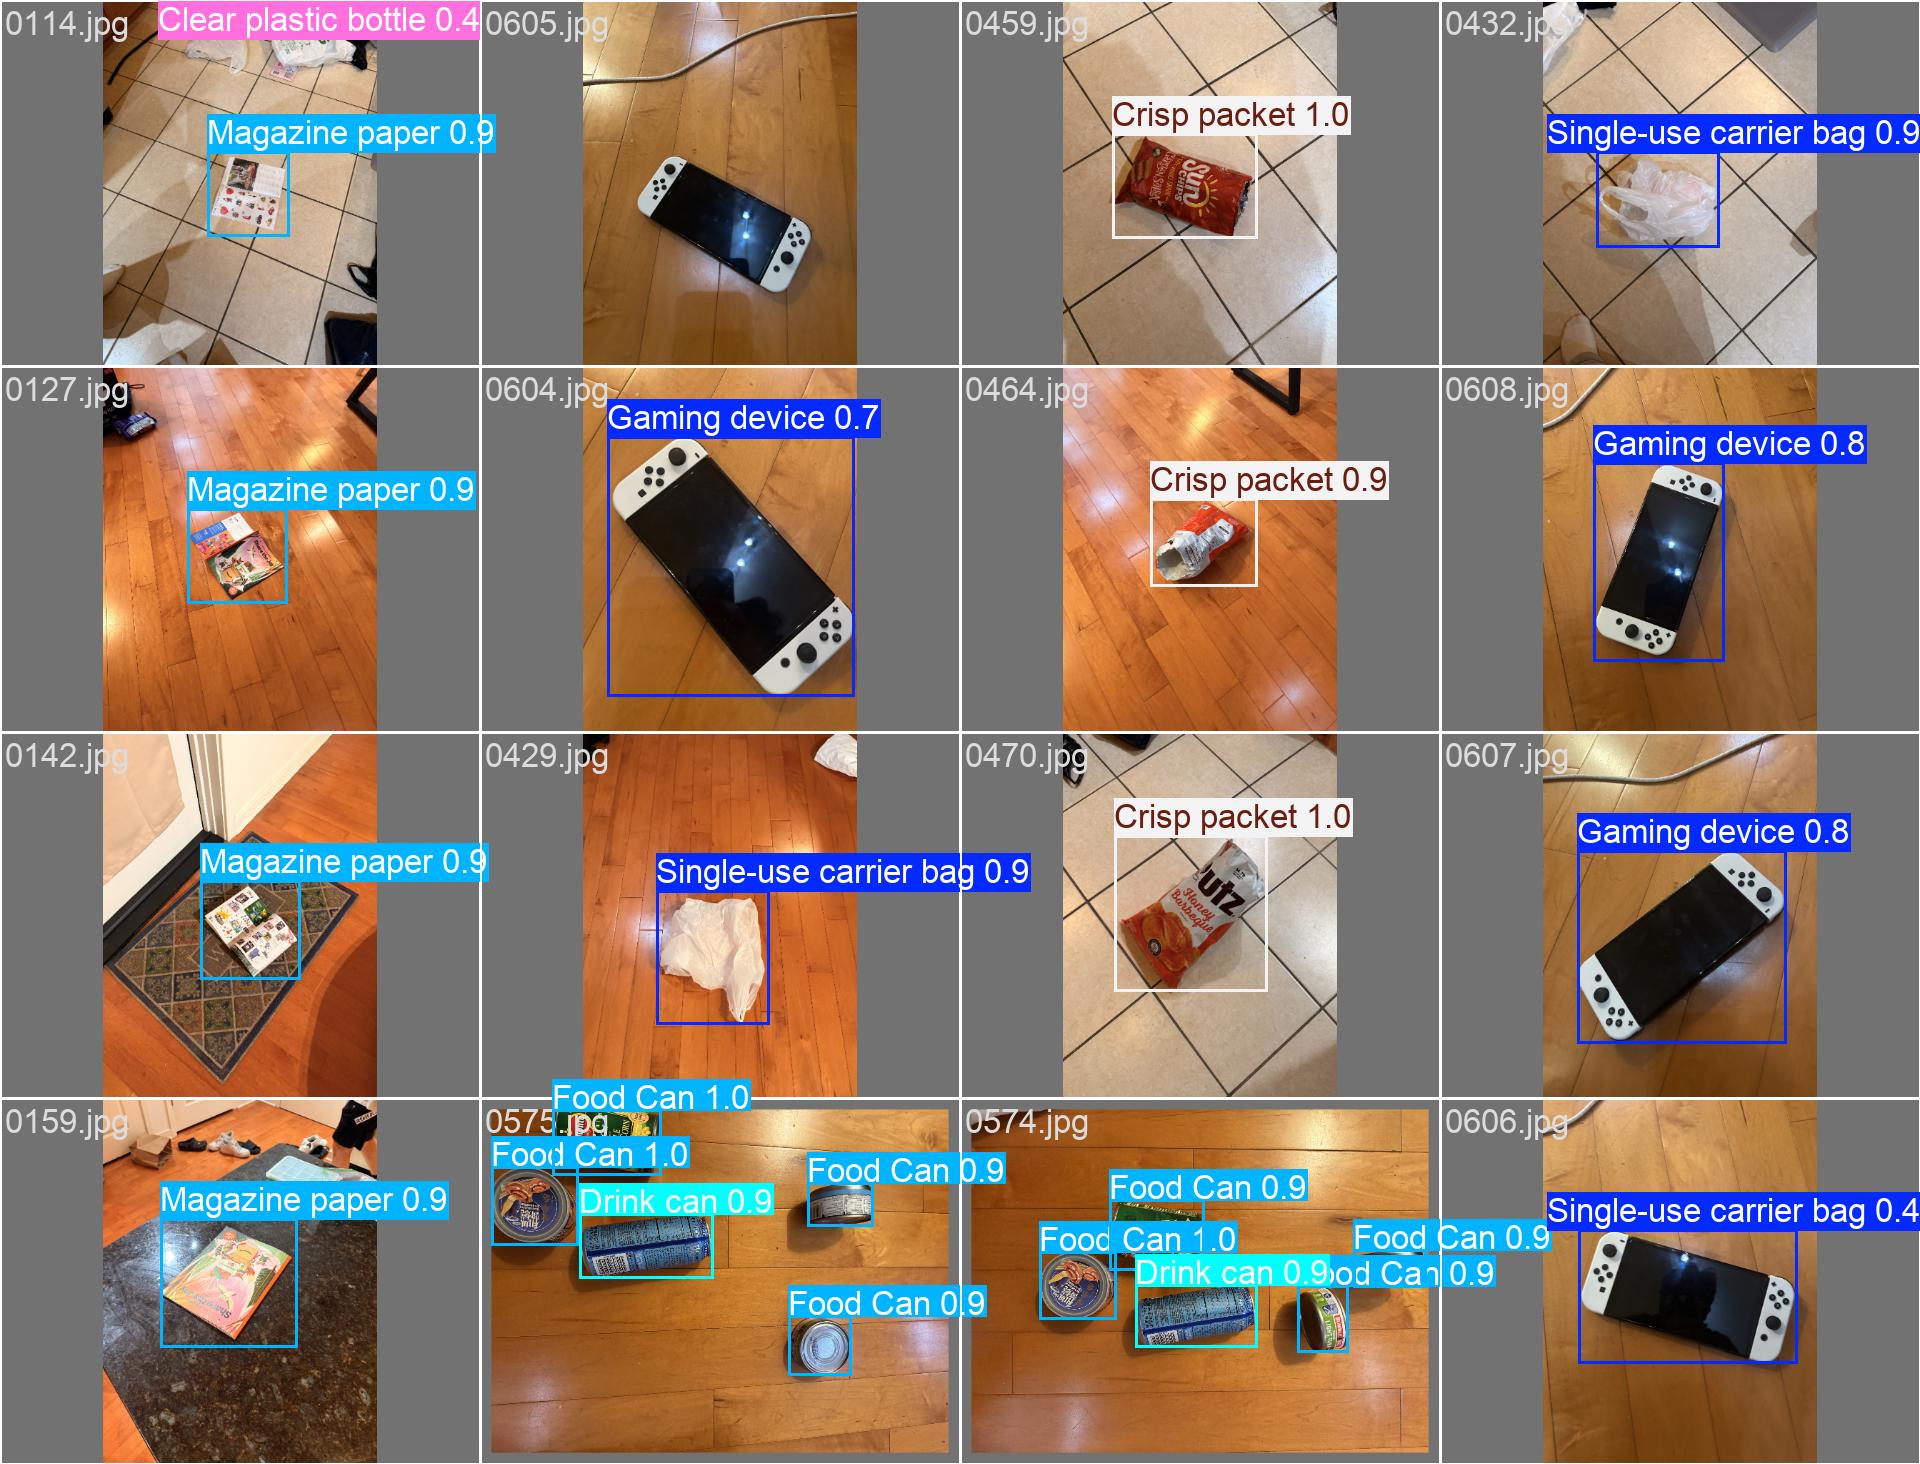 0114.jpg
Clear plastic bottle 0.4
Magazine paper 0.9
0605.jpg
0459.jpg
Crisp packet 1.0
Sun
CHIPS
0432.jpg
Single-use carrier bag 0.9
0127.jpg
Magazine paper 0.9
0604.jpg
Gaming device 0.7
0464.jpg
Crisp packet 0.9
0608.jpg
Gaming device 0.8
0142.jpg
Magazine paper 0.9
0429.jpg
Single-use carrier bag 0.9
0470.jpg
Crisp packet 1.0
utz
Honey
Barbeque
0607.jpg
Gaming device 0.8
0159.jpg
Magazine paper 0.9
0575.jpg
Food Can 1.0
Food Can 1.0
Drink can 0.9
Food Can 0.9
Food Can 0.9
0574.jpg
Food Can 0.9
Food Can 1.0
Drink can 0.9
Food Can 0.9
Food Can 0.9
0606.jpg
Single-use carrier bag 0.4